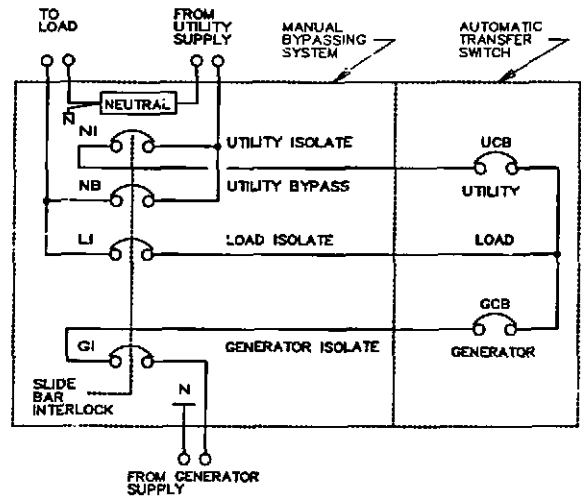 TO
LOAD
FROM
UTILITY
SUPPLY
MANUAL
BYPASSING
SYSTEM
AUTOMATIC
TRANSFER
SWITCH
N
NEUTRAL
NI
UTILITY ISOLATE
UCB
NB
UTILITY BYPASS
UTILITY
LI
LOAD ISOLATE
LOAD
GCB
GI
GENERATOR ISOLATE
GENERATOR
SLIDE
BAR
INTERLOCK
N
FROM GENERATOR
SUPPLY